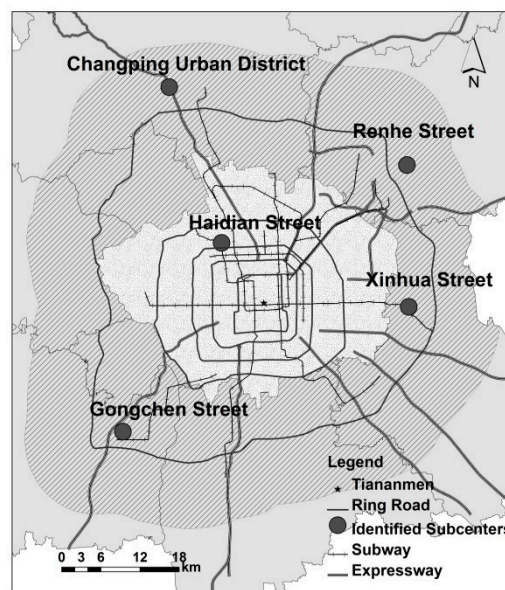 Changping Urban District
N
Renhe Street
Haidian Street
Xinhua Street
Gongchen Street
Legend
Tiananmen
Ring Road
Identified Subcenters
Subway
Expressway
0 3 6 12 18
km